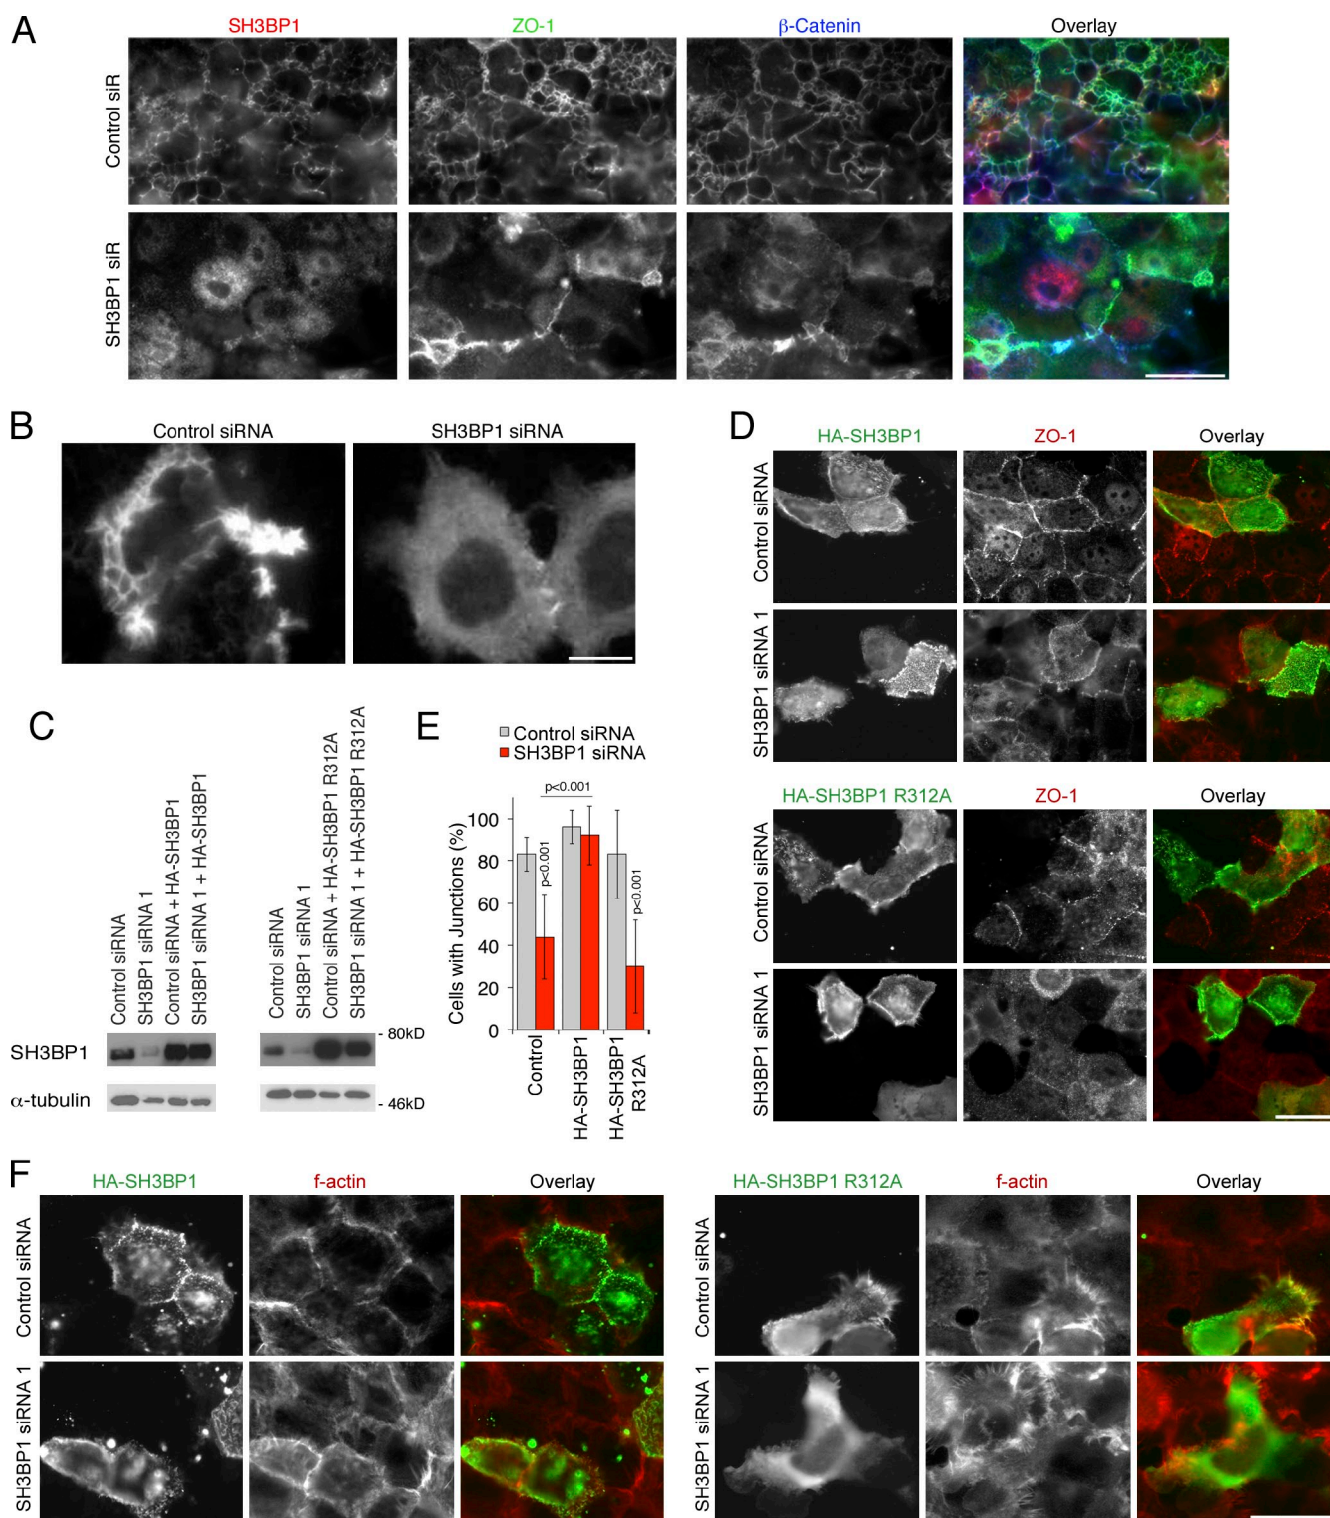 A
SH3BP1
ZO-1
β-Catenin
Overlay
Control siR
SH3BP1 siR
B
Control siRNA
SH3BP1 siRNA
D
HA-SH3BP1
ZO-1
Overlay
Control siRNA
SH3BP1 siRNA 1
HA-SH3BP1 R312A
ZO-1
Overlay
Control siRNA
SH3BP1 siRNA 1
C
Control siRNA
SH3BP1 siRNA 1
Control siRNA + HA-SH3BP1
SH3BP1 siRNA 1 + HA-SH3BP1
Control siRNA
SH3BP1 siRNA 1
Control siRNA + HA-SH3BP1 R312A
SH3BP1 siRNA 1 + HA-SH3BP1 R312A
SH3BP1
α-tubulin
- 80kD
- 46kD
E
Control siRNA
SH3BP1 siRNA
p<0.001
p<0.001
p<0.001
Cells with Junctions (%)
100
80
60
40
20
0
Control
HA-SH3BP1
HA-SH3BP1
R312A
F
HA-SH3BP1
f-actin
Overlay
Control siRNA
SH3BP1 siRNA 1
HA-SH3BP1 R312A
f-actin
Overlay
Control siRNA
SH3BP1 siRNA 1